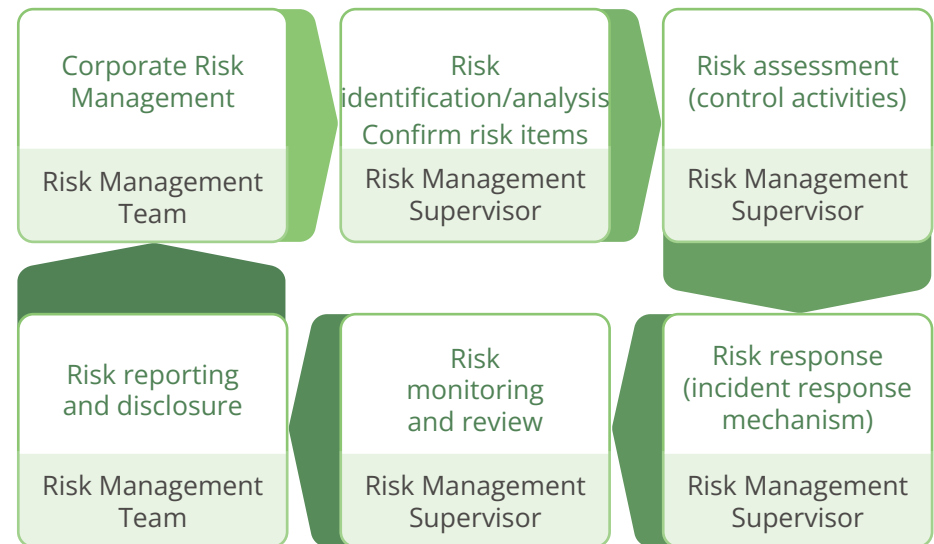 Corporate Risk
Management
Risk Management
Team
Risk
identification/analysis
Confirm risk items
Risk Management
Supervisor
Risk assessment
(control activities)
Risk Management
Supervisor
Risk response
(incident response
mechanism)
Risk Management
Supervisor
Risk
monitoring
and review
Risk Management
Supervisor
Risk reporting
and disclosure
Risk Management
Team